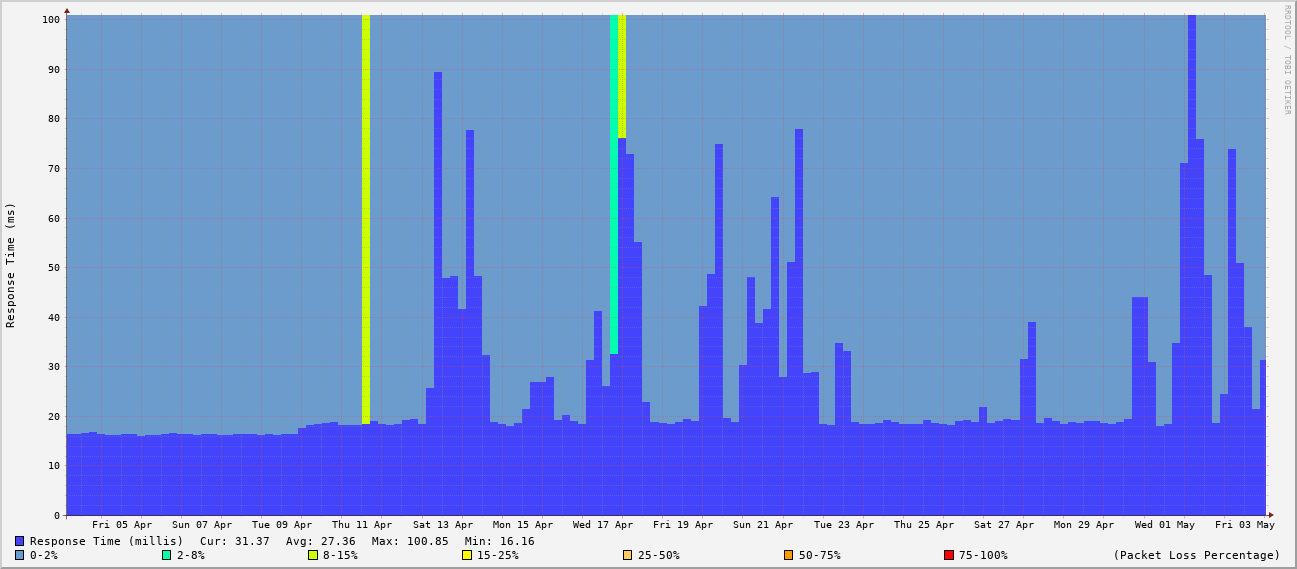 RRDTOOL / TOBI OETIKER
Response Time (ms)
100
90
80
70
60
50
40
30
20
10
0
Fri 05 Apr Sun 07 Apr Tue 09 Apr Thu 11 Apr Sat 13 Apr Mon 15 Apr Wed 17 Apr Fri 19 Apr Sun 21 Apr Tue 23 Apr Thu 25 Apr Sat 27 Apr Mon 29 Apr Wed 01 May Fri 03 May
Response Time (millis) Cur: 31.37 Avg: 27.36 Max: 100.85 Min: 16.16
0-2% 2-8% 8-15% 15-25% 25-50% 50-75% 75-100% (Packet Loss Percentage)